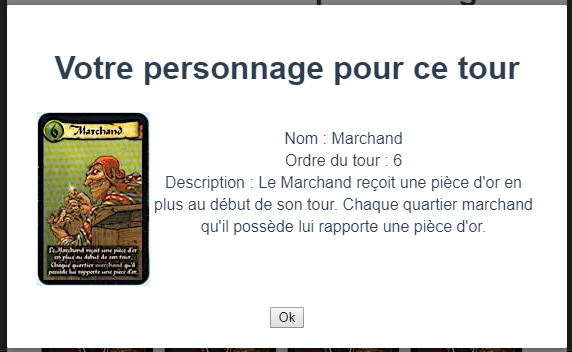 Votre personnage pour ce tour
6
Marchand
Le Marchand reçoit une pièce d'or
en plus au début de son tour.
Chaque quartier marchand qu'il
possède lui rapporte une pièce d'or.
Nom : Marchand
Ordre du tour : 6
Description : Le Marchand reçoit une pièce d'or en
plus au début de son tour. Chaque quartier marchand
qu'il possède lui rapporte une pièce d'or.
Ok